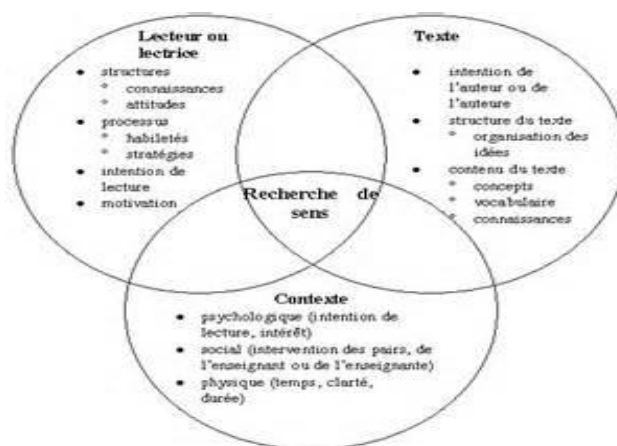 Lecteur ou
lectrice
• structures
° connaissances
° attitudes
• processus
° habiletés
° stratégies
• intention de
lecture
• motivation
Texte
• intention de
l'auteur ou de
l'auteure
• structure du texte
° organisation des
idées
• contenu du texte
° concepts
° vocabulaire
° connaissances
Recherche de
sens
Contexte
• psychologique (intention de
lecture, intérêt)
• social (intervention des pairs, de
l'enseignant ou de l'enseignante)
• physique (temps, clarté,
durée)